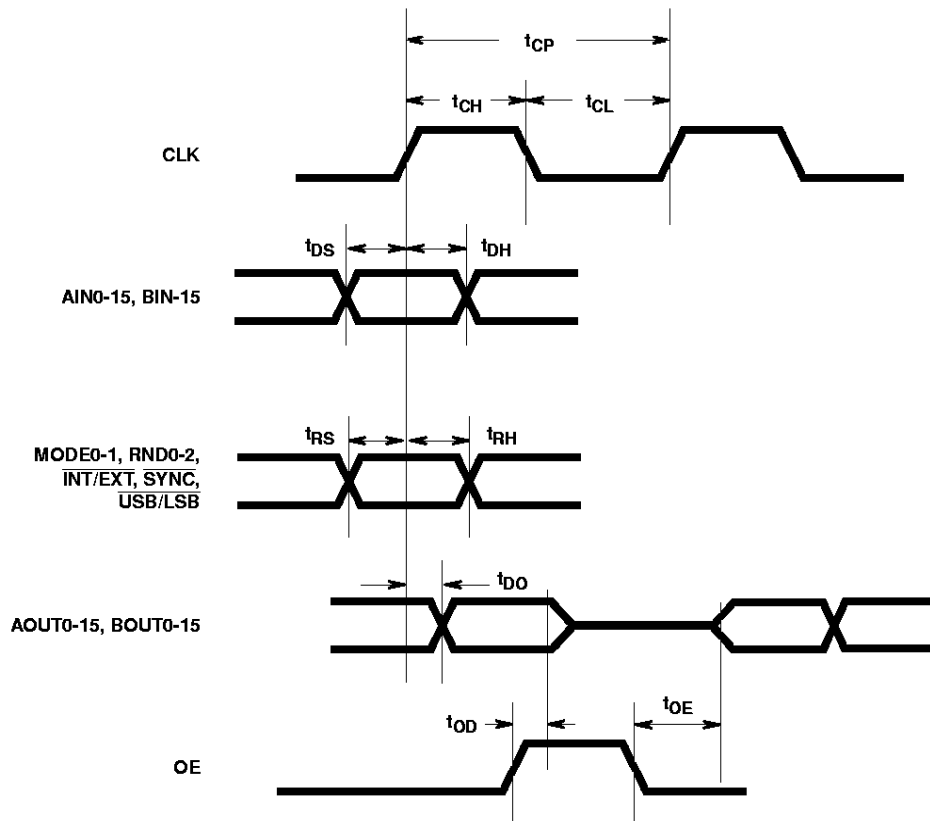 tCP
tCH
tCL
CLK
tDS
tDH
AIN0-15, BIN-15
tRS
tRH
MODE0-1, RND0-2,
INT/EXT, SYNC,
USB/LSB
tDO
AOUT0-15, BOUT0-15
tOE
tOD
OE